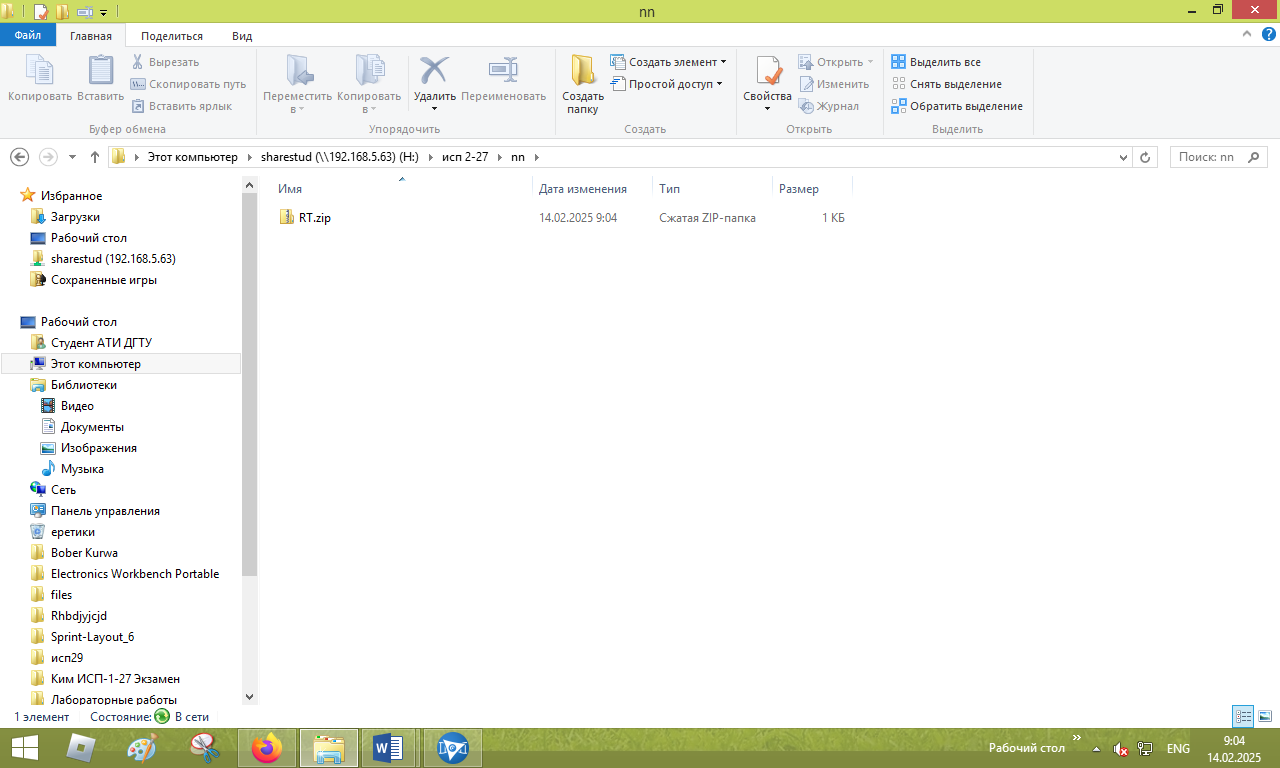 nn
Файл Главная Поделиться Вид
Копировать Вставить Вырезать Скопировать путь Вставить ярлык
Буфер обмена
Переместить в Копировать в Удалить Переименовать
Упорядочить
Создать папку Создать элемент Простой доступ
Создать
Свойства Открыть Изменить Журнал
Открыть
Выделить все Снять выделение Обратить выделение
Выделить
Этот компьютер sharestud (\\192.168.5.63) (H:) исп 2-27 nn
Поиск: nn
Избранное
Загрузки
Рабочий стол
sharestud (192.168.5.63)
Сохраненные игры
Рабочий стол
Студент АТИ ДГТУ
Этот компьютер
Библиотеки
Видео
Документы
Изображения
Музыка
Сеть
Панель управления
еретики
Bober Kurwa
Electronics Workbench Portable
files
Rhbdjyjcjd
Sprint-Layout_6
исп29
Ким ИСП-1-27 Экзамен
Лабораторные работы
Имя Дата изменения Тип Размер
RT.zip 14.02.2025 9:04 Сжатая ZIP-папка 1 КБ
1 элемент Состояние: В сети
Рабочий стол ENG 9:04
14.02.2025